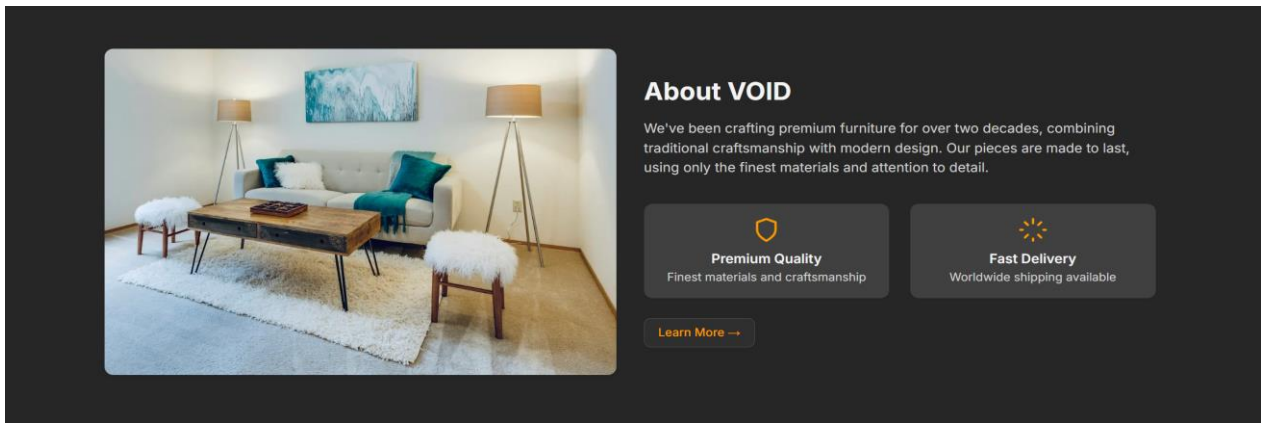 About VOID
We've been crafting premium furniture for over two decades, combining
traditional craftsmanship with modern design. Our pieces are made to last,
using only the finest materials and attention to detail.
Premium Quality
Finest materials and craftsmanship
Fast Delivery
Worldwide shipping available
Learn More →